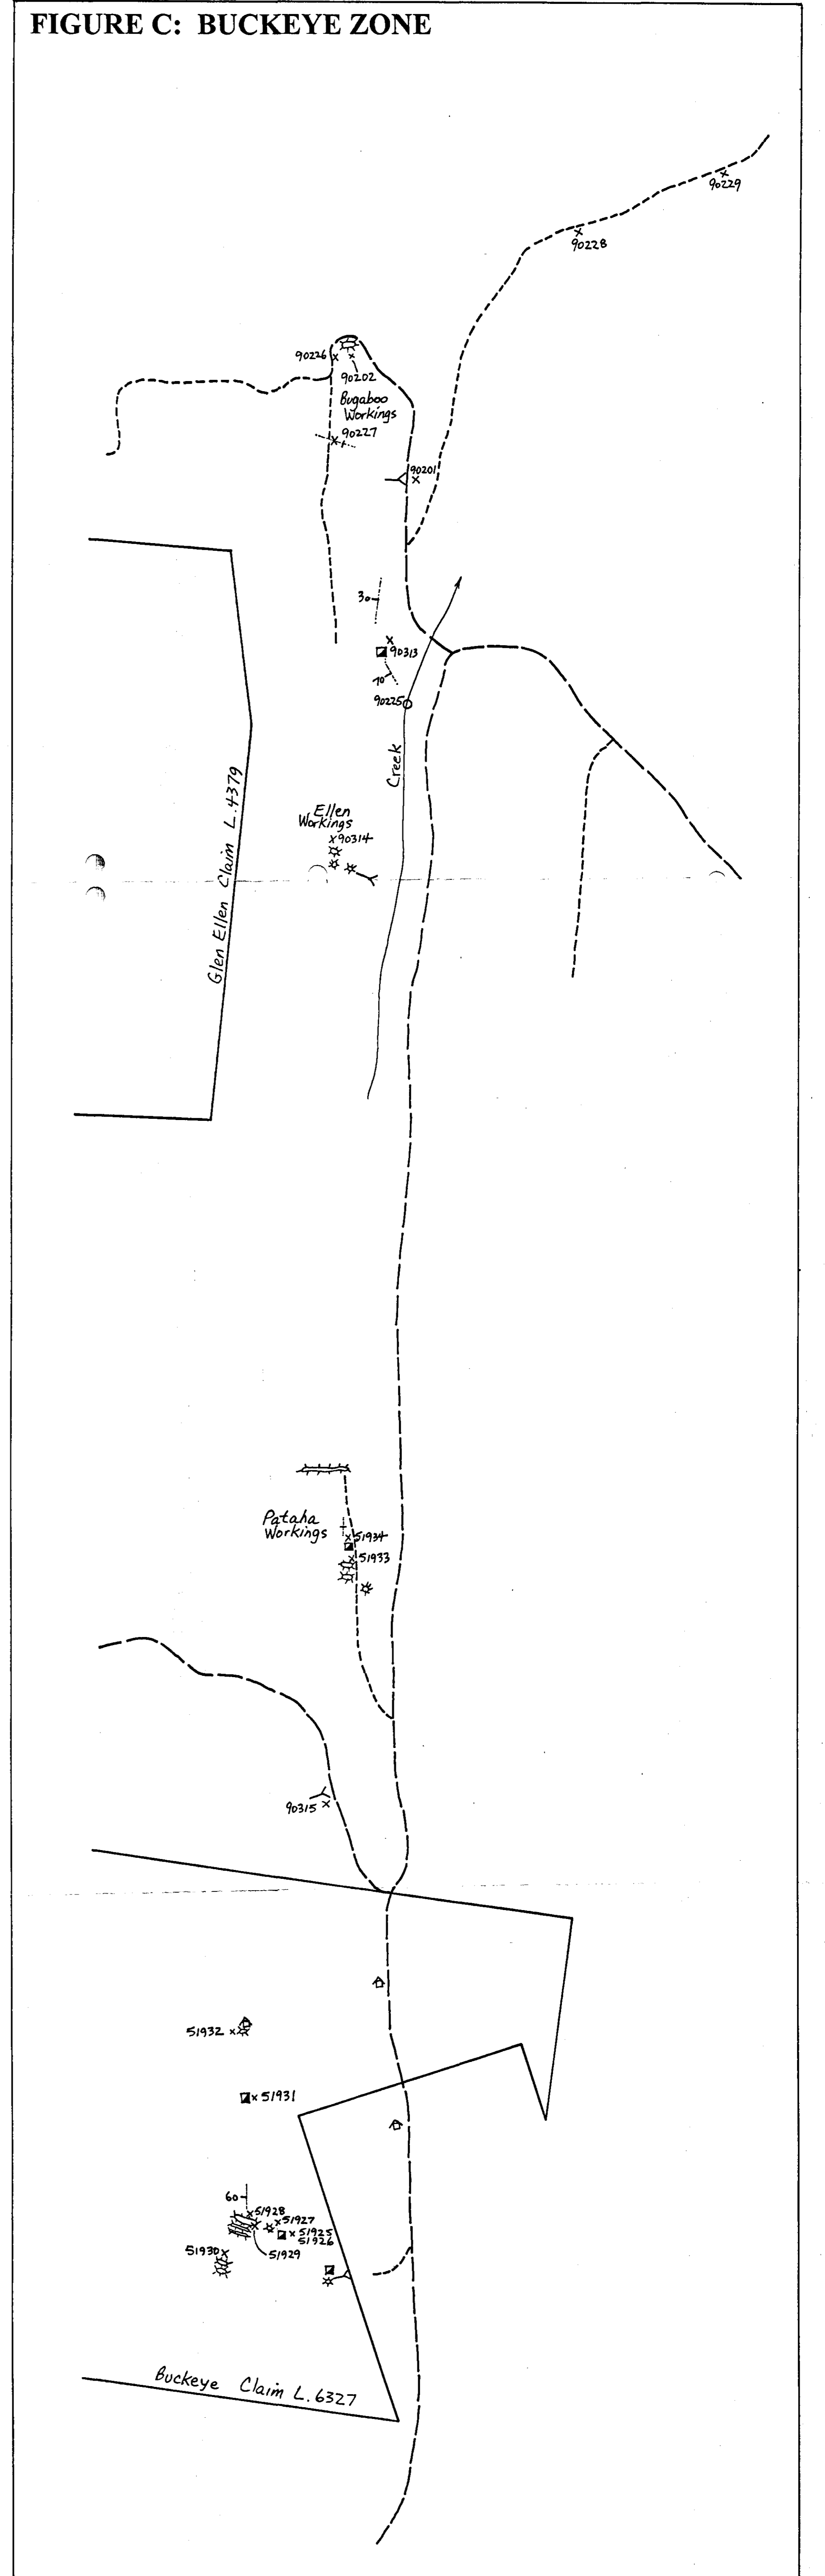 FIGURE C: BUCKEYE ZONE
90229
90228
90226
90202
Bugaboo
Workings
90227
90201
30
90313
70
90225
Creek
Glen Ellen Claim L.4379
Ellen
Workings
90314
Pataha
Workings
51934
51933
90315
51932
51931
60
51928
51927
51925
51926
51929
51930
Buckeye Claim L.6327